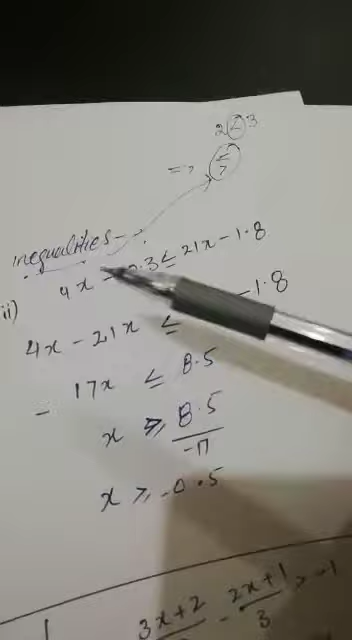 2 < 3
=>
inequalities
ii) 4x - .3 ≤ 21x - 1.8
4x - 21x ≤ - 1.8
- 17x ≤ 8.5
x ≥ 8.5 / -17
x ≥ -0.5
3x+2 - 2x+1 / 3 > -1